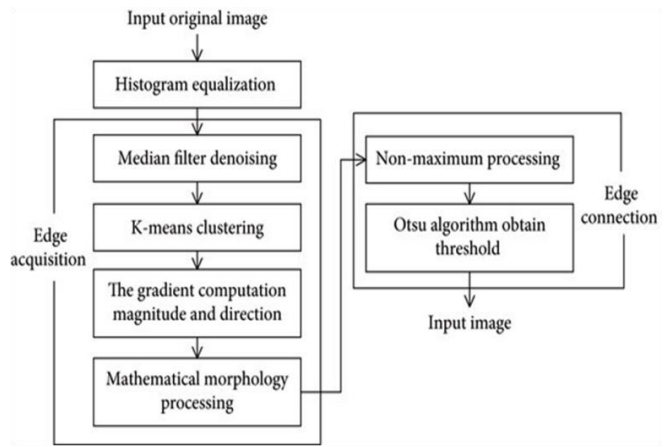 Input original image
Histogram equalization
Median filter denoising
K-means clustering
The gradient computation
magnitude and direction
Mathematical morphology
processing
Edge
acquisition
Non-maximum processing
Otsu algorithm obtain
threshold
Edge
connection
Input image